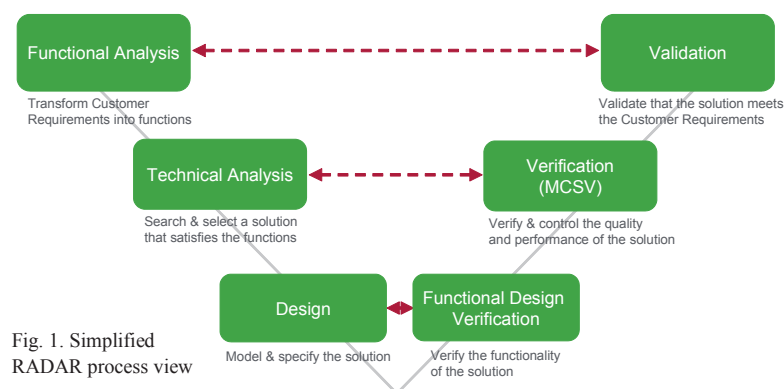 Functional Analysis
Validation
Transform Customer
Requirements into functions
Validate that the solution meets
the Customer Requirements
Technical Analysis
Verification
(MCSV)
Search & select a solution
that satisfies the functions
Verify & control the quality
and performance of the solution
Design
Functional Design
Verification
Model & specify the solution
Verify the functionality
of the solution
Fig. 1. Simplified
RADAR process view